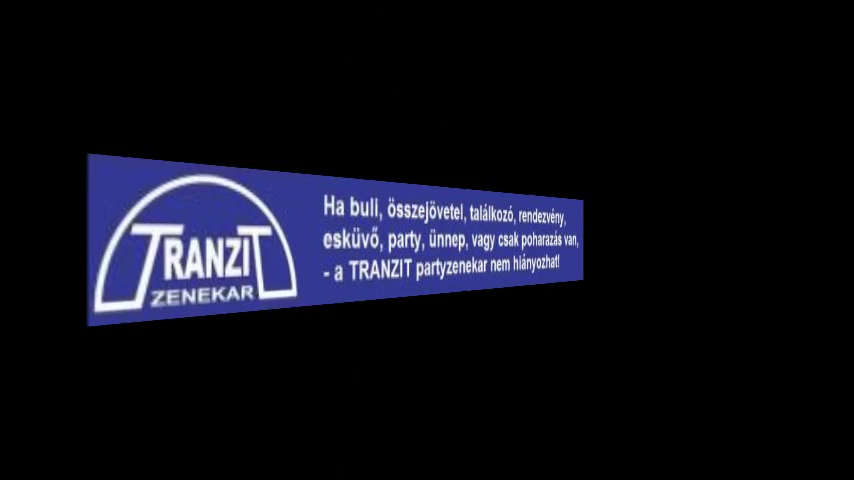 TRANZIT
ZENEKAR
Ha buli, összejövetel, találkozó, rendezvény,
esküvő, party, ünnep, vagy csak poharazás van,
- a TRANZIT partyzenekar nem hiányozhat!